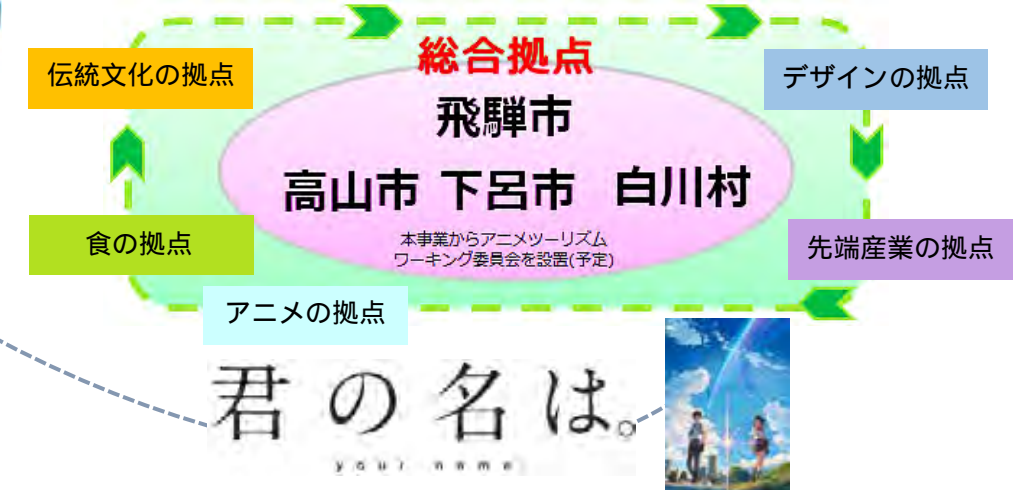 総合拠点
伝統文化の拠点
デザインの拠点
飛騨市
高山市 下呂市 白川村
食の拠点
本事業からアニメツーリズム
ワーキング委員会を設置(予定)
先端産業の拠点
アニメの拠点
君の名は。
your name